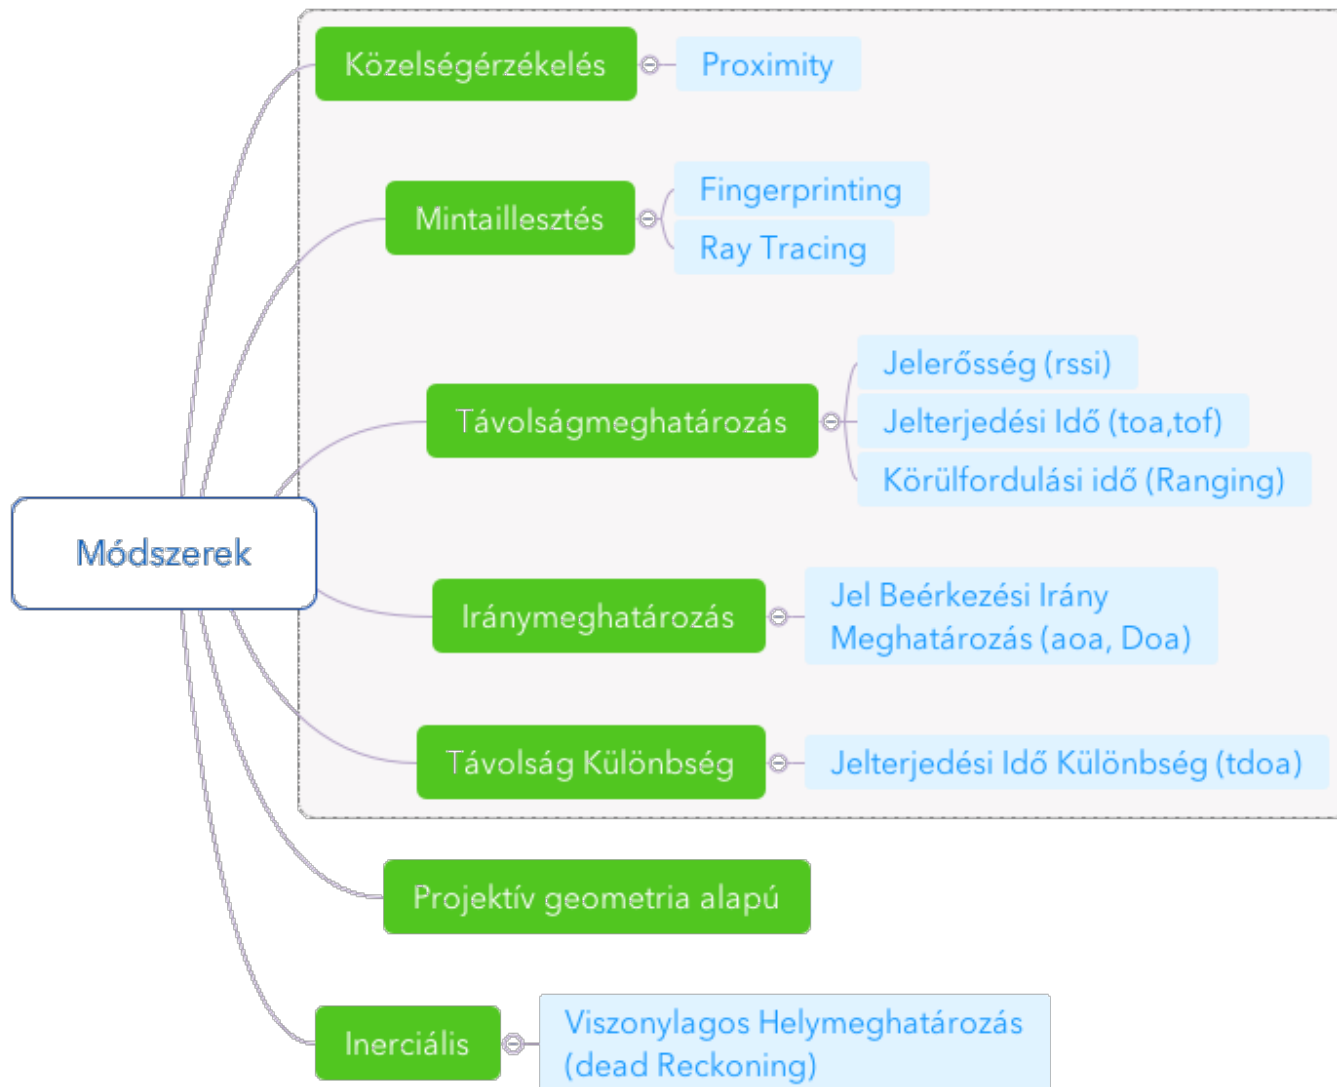 Közelségérzékelés
Proximity
Mintaillesztés
Fingerprinting
Ray Tracing
Távolságmeghatározás
Jelerősség (rssi)
Jelterjedési Idő (toa,tof)
Körülfordulási idő (Ranging)
Módszerek
Iránymeghatározás
Jel Beérkezési Irány
Meghatározás (aoa, Doa)
Távolság Különbség
Jelterjedési Idő Különbség (tdoa)
Projektív geometria alapú
Inerciális
Viszonylagos Helymeghatározás
(dead Reckoning)